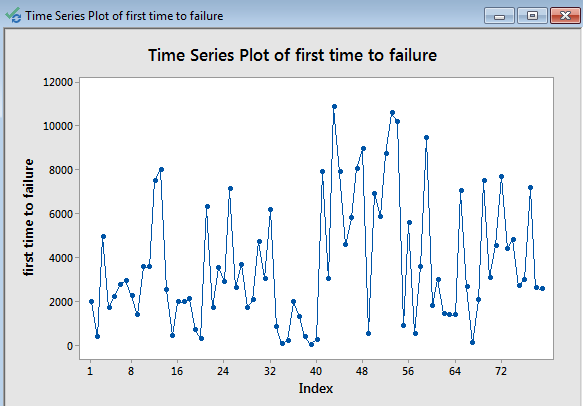 Time Series Plot of first time to failure
Time Series Plot of first time to failure
12000
10000
8000
6000
4000
2000
0
first time to failure
1 8 16 24 32 40 48 56 64 72
Index